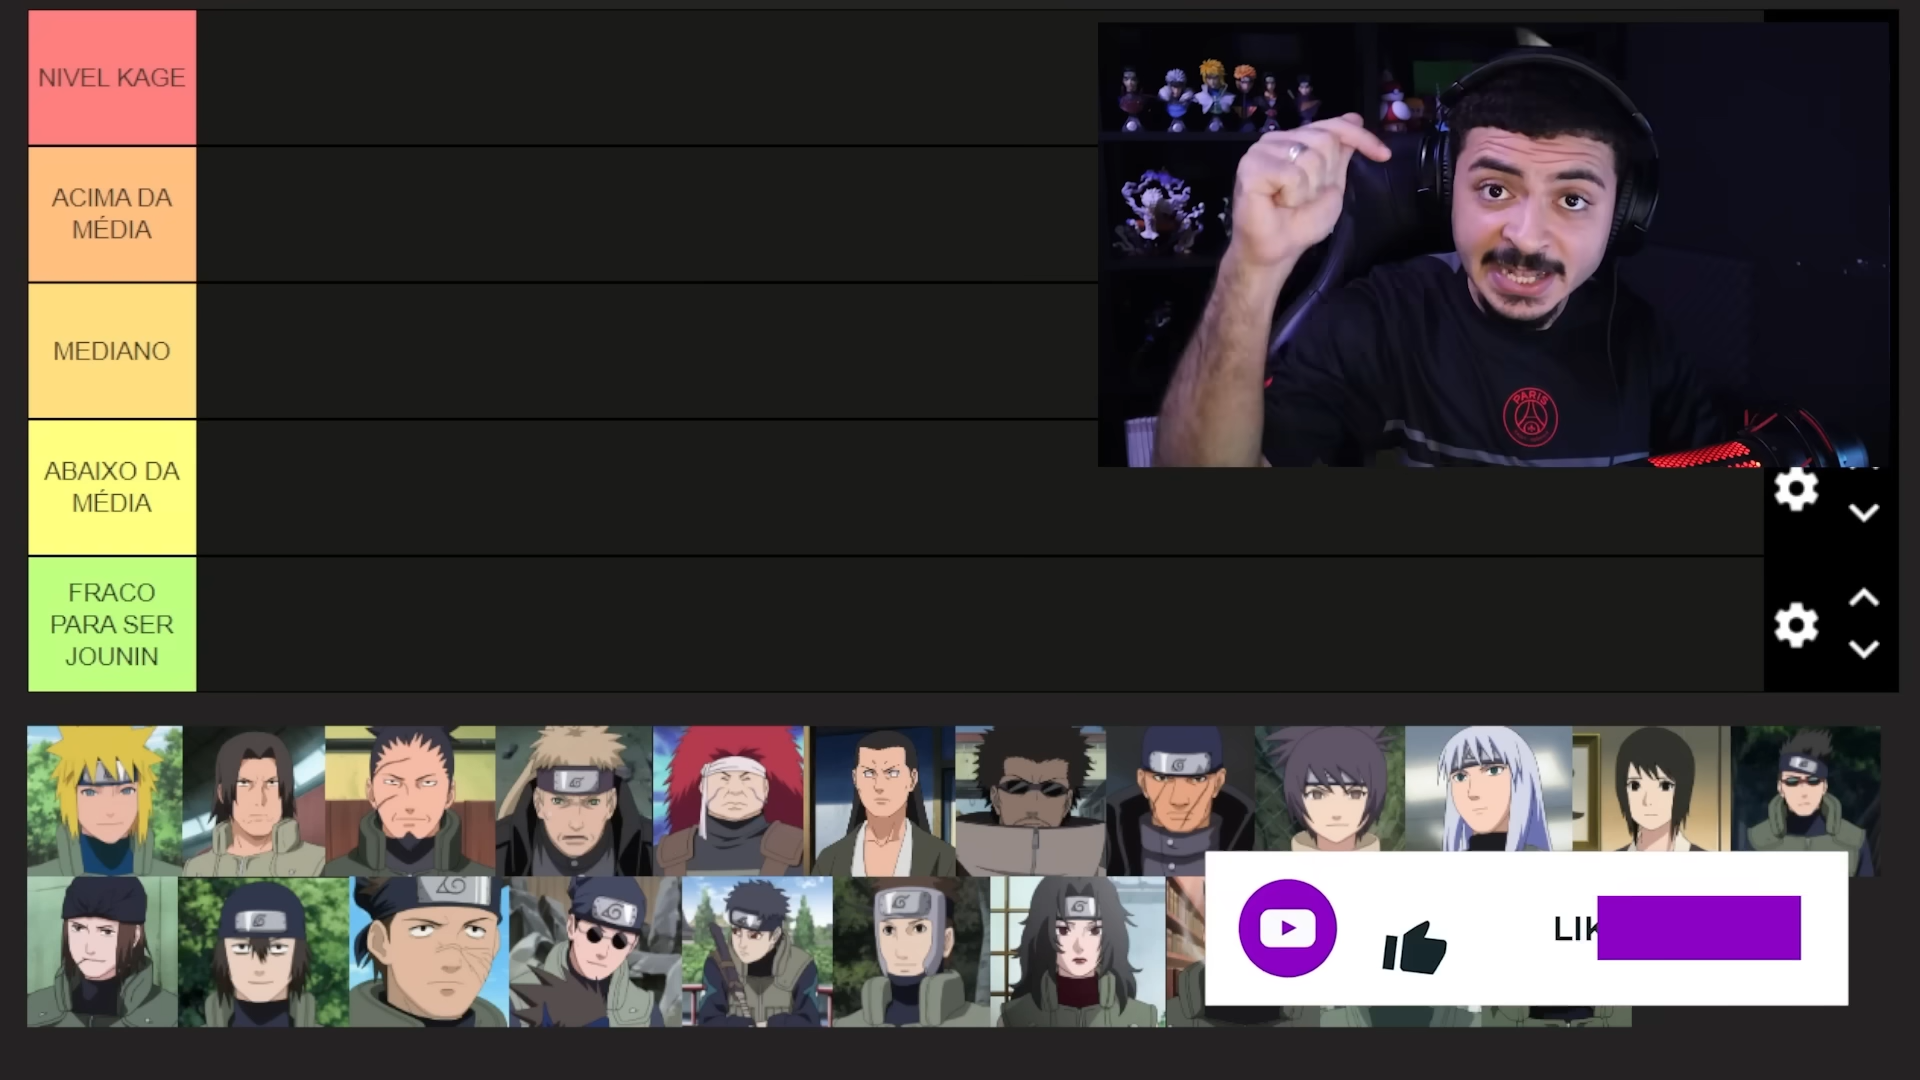 NIVEL KAGE
ACIMA DA
MÉDIA
MEDIANO
ABAIXO DA
MÉDIA
FRACO
PARA SER
JOUNIN
PARIS
LIK